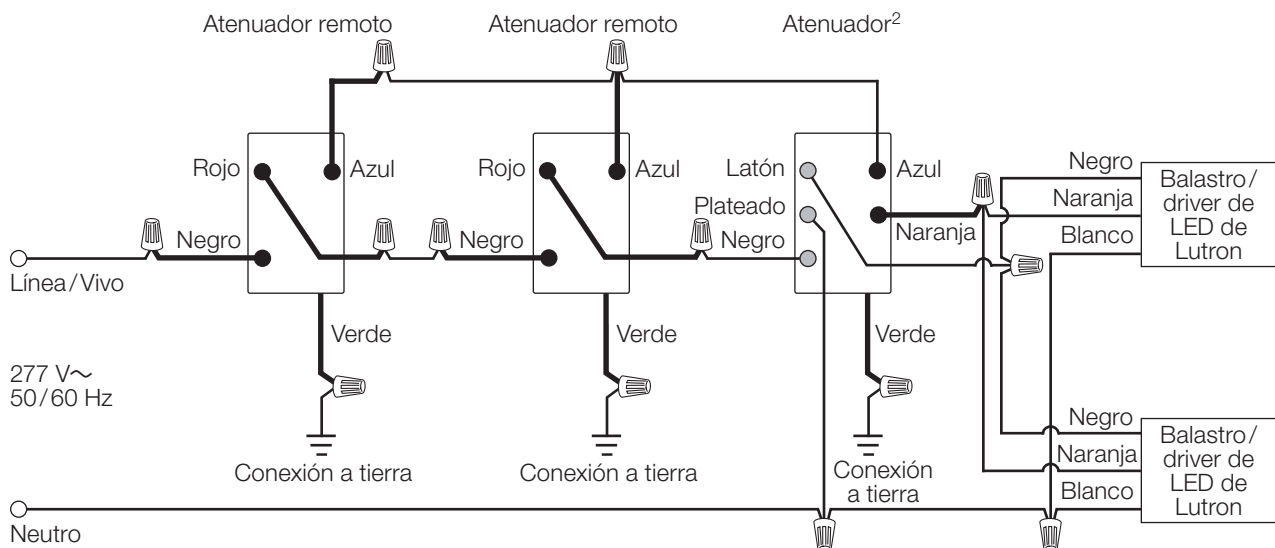 Atenuador remoto
Atenuador remoto
Atenuador²
Rojo
Azul
Rojo
Azul
Latón
Azul
Negro
Balastro/
driver de
LED de
Lutron
Plateado
Naranja
Negro
Negro
Negro
Naranja
Blanco
Línea/Vivo
Verde
Verde
Verde
277 V~
50/60 Hz
Negro
Balastro/
driver de
LED de
Lutron
Conexión a tierra
Conexión a tierra
Conexión
a tierra
Naranja
Blanco
Neutro